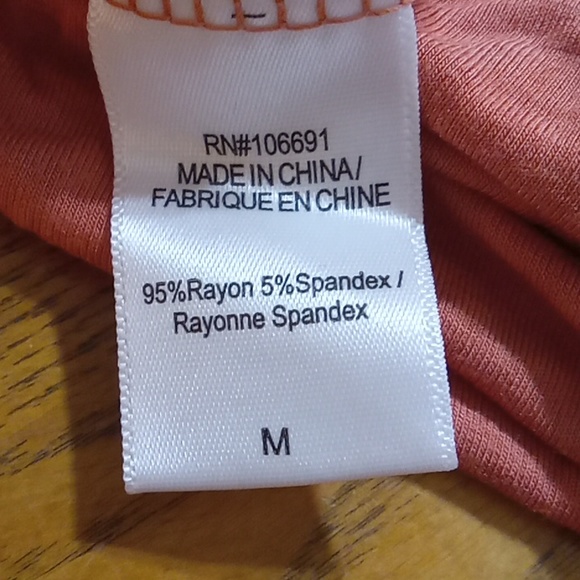 RN#106691
MADE IN CHINA/
FABRIQUE EN CHINE
95%Rayon 5%Spandex /
Rayonne Spandex
M